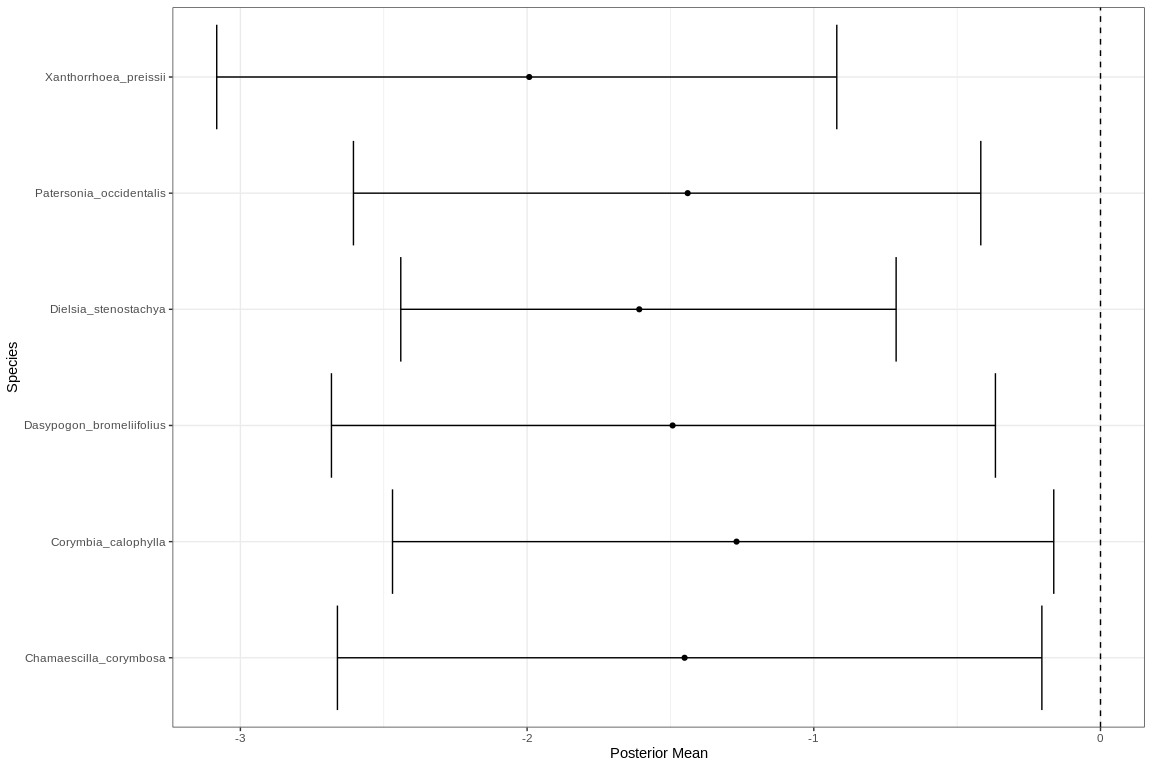 Xanthorrhoea_preissii
Patersonia_occidentalis
Dielsia_stenostachya
Dasypogon_bromeliifolius
Corymbia_calophylla
Chamaescilla_corymbosa
Species
-3
-2
-1
0
Posterior Mean